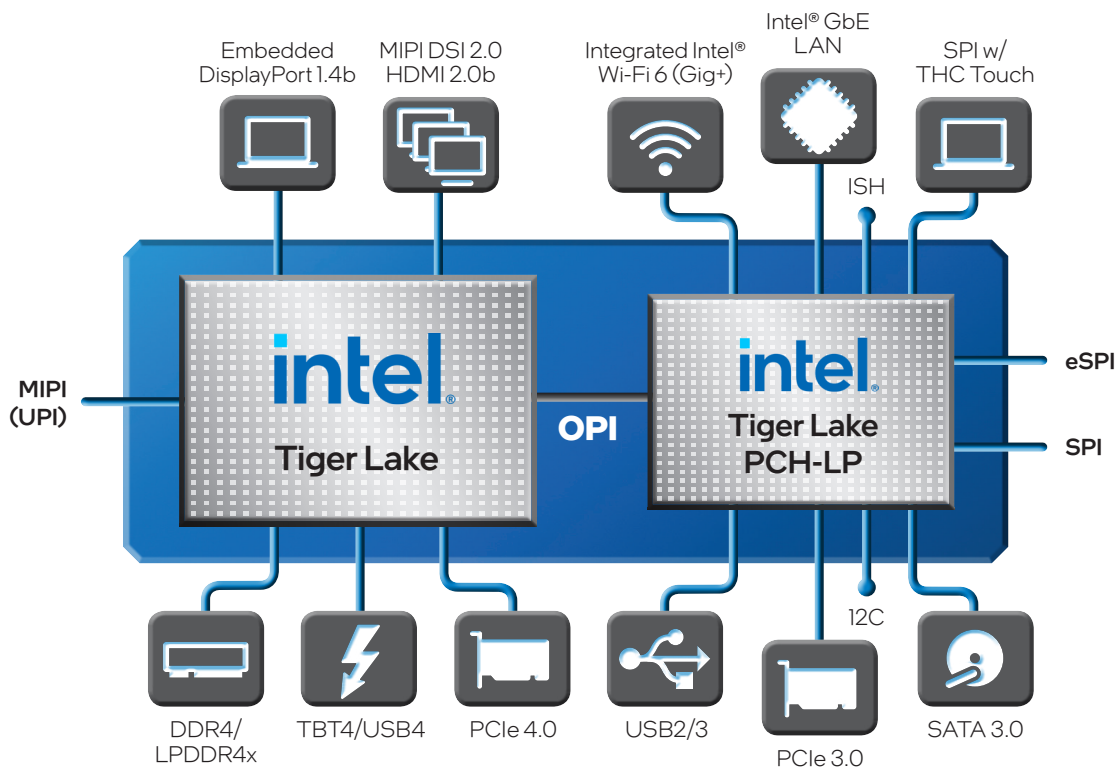 Embedded
DisplayPort 1.4b
MIPI DSI 2.0
HDMI 2.0b
Integrated Intel®
Wi-Fi 6 (Gig+)
Intel® GbE
LAN
SPI w/
THC Touch
ISH
MIPI
(UPI)
intel®
Tiger Lake
OPI
intel®
Tiger Lake
PCH-LP
eSPI
SPI
DDR4/
LPDDR4x
TBT4/USB4
PCIe 4.0
USB2/3
12C
PCIe 3.0
SATA 3.0